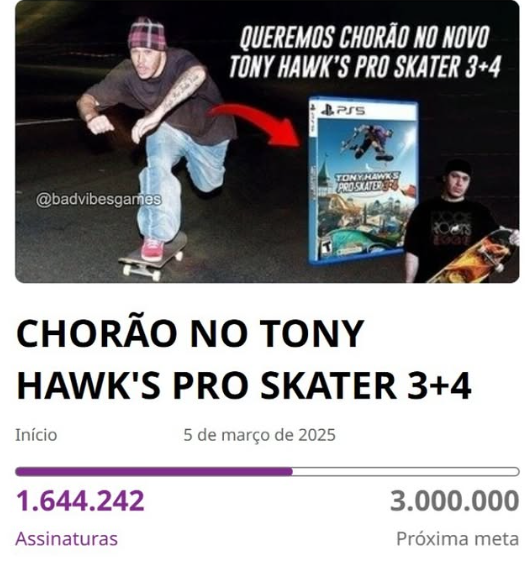 QUEREMOS CHORÃO NO NOVO
TONY HAWK'S PRO SKATER 3+4
PS5
TONY HAWK'S
PRO SKATER 3+4
@badvibesgames
CHORÃO NO TONY
HAWK'S PRO SKATER 3+4
Início 5 de março de 2025
1.644.242 3.000.000
Assinaturas Próxima meta